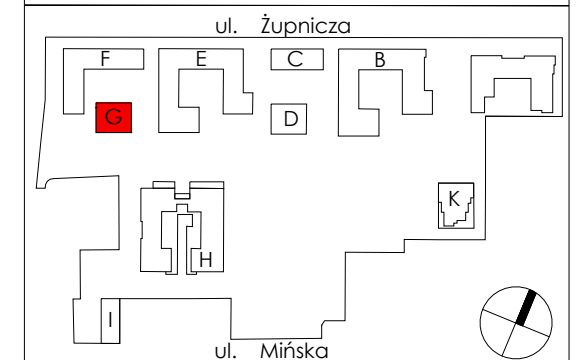 ul. Żupnicza
F E C B
G D
K
H
I
ul. Mińska